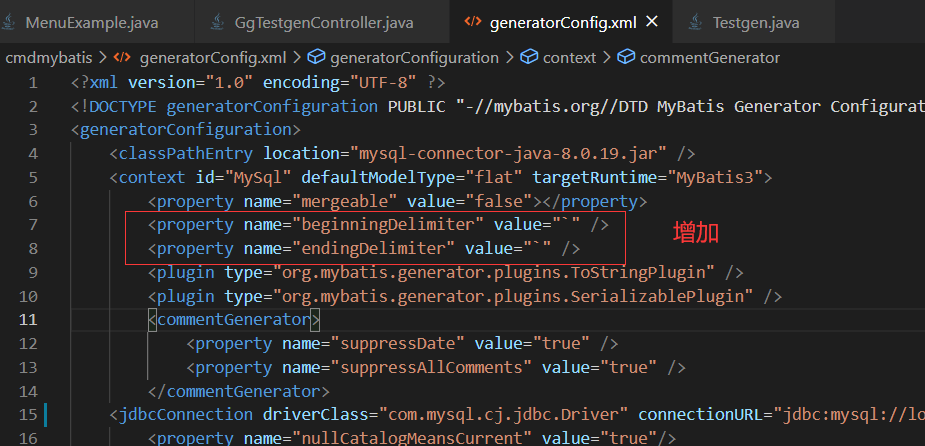 MenuExample.java GgTestgenController.java generatorConfig.xml Testgen.java
cmdmybatis > generatorConfig.xml > generatorConfiguration > context > commentGenerator
1 <?xml version="1.0" encoding="UTF-8" ?>
2 <!DOCTYPE generatorConfiguration PUBLIC "-//mybatis.org//DTD MyBatis Generator Configurat
3 <generatorConfiguration>
4 <classPathEntry location="mysql-connector-java-8.0.19.jar" />
5 <context id="MySql" defaultModelType="flat" targetRuntime="MyBatis3">
6 <property name="mergeable" value="false"></property>
7 <property name="beginningDelimiter" value="`" />
8 <property name="endingDelimiter" value="`" />
增加
9 <plugin type="org.mybatis.generator.plugins.ToStringPlugin" />
10 <plugin type="org.mybatis.generator.plugins.SerializablePlugin" />
11 <commentGenerator>
12 <property name="suppressDate" value="true" />
13 <property name="suppressAllComments" value="true" />
14 </commentGenerator>
15 <jdbcConnection driverClass="com.mysql.cj.jdbc.Driver" connectionURL="jdbc:mysql://lo
16 <property name="nullCatalogMeansCurrent" value="true"/>